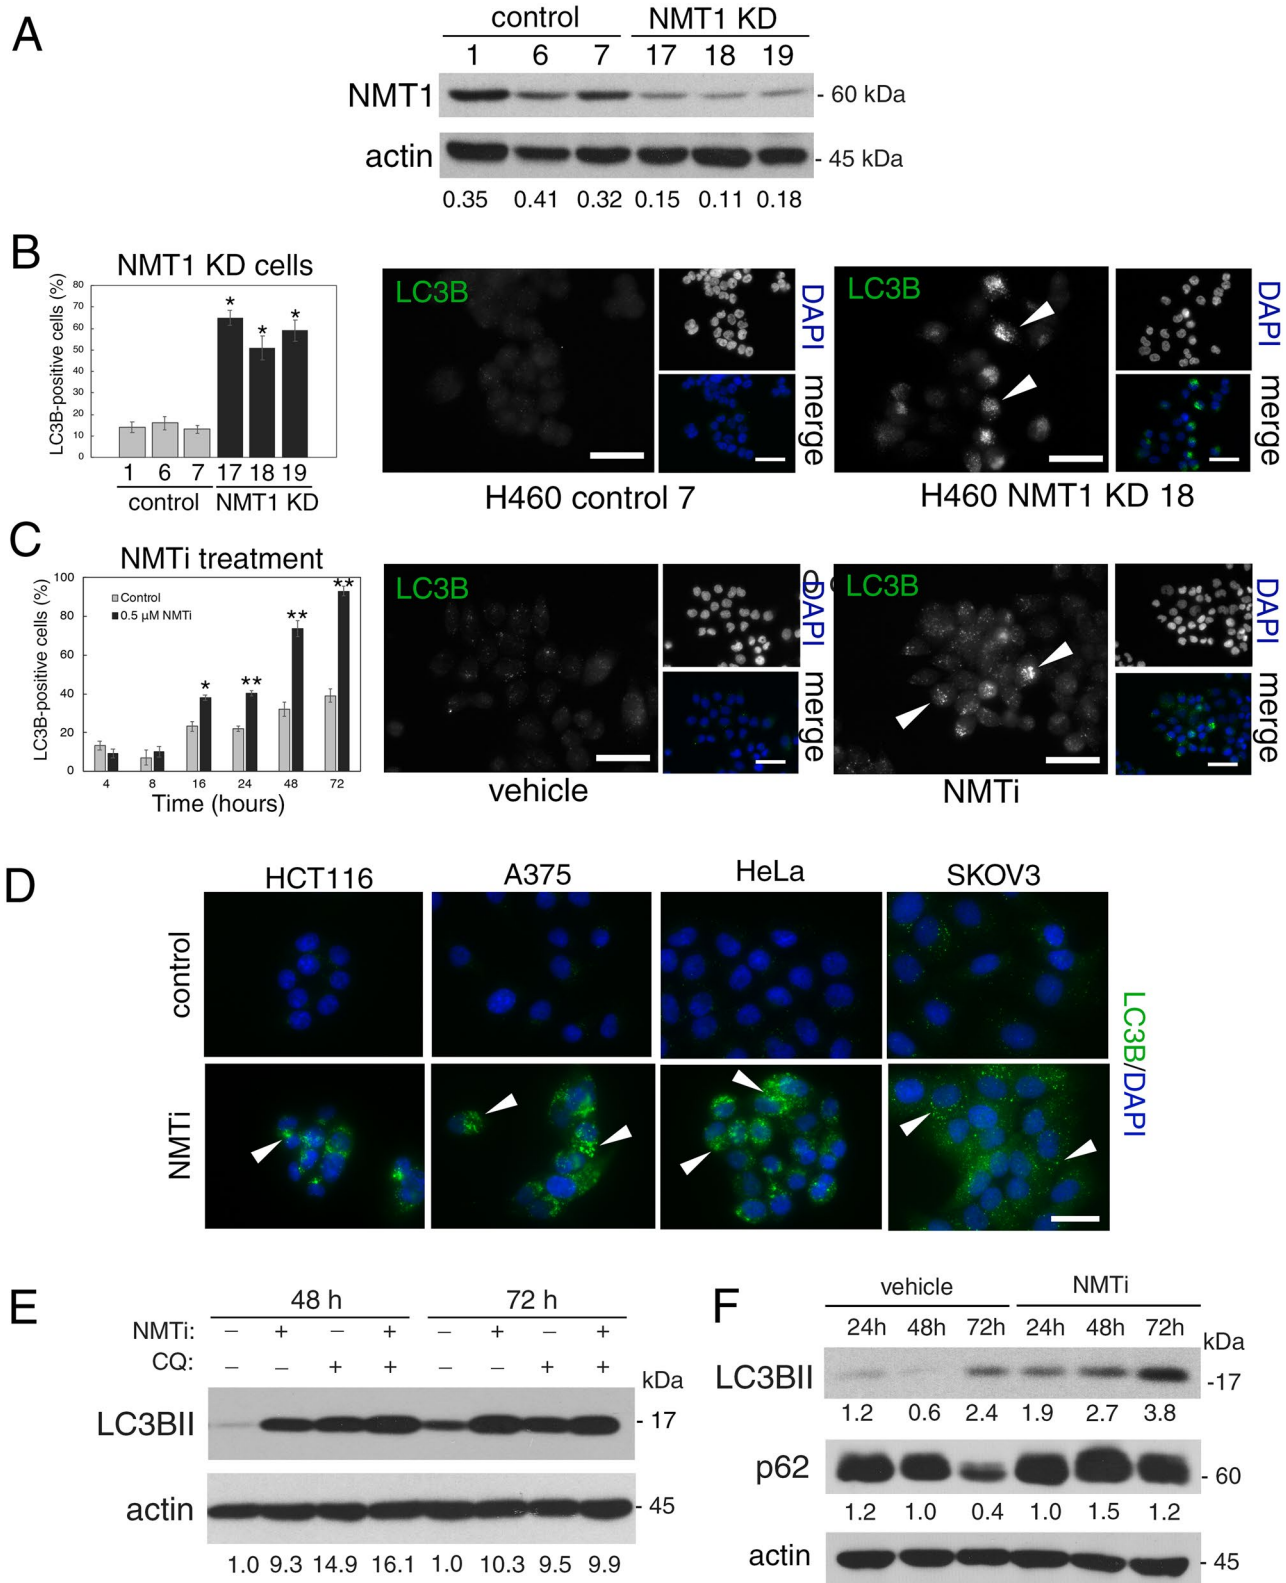 A
control NMT1 KD
1 6 7 17 18 19
NMT1 - 60 kDa
actin - 45 kDa
0.35 0.41 0.32 0.15 0.11 0.18
B
NMT1 KD cells
LC3B-positive cells (%)
80
70
60
50
40
30
20
10
0
* * *
1 6 7 17 18 19
control NMT1 KD
LC3B
DAPI
merge
H460 control 7
LC3B
DAPI
merge
H460 NMT1 KD 18
C
NMTi treatment
LC3B-positive cells (%)
100
80
60
40
20
0
Control
0.5 µM NMTi
* ** ** **
4 8 16 24 48 72
Time (hours)
LC3B
DAPI
merge
vehicle
LC3B
DAPI
merge
NMTi
D
HCT116 A375 HeLa SKOV3
control
NMTi
LC3B/DAPI
E
48 h 72 h
NMTi: – + – + – + – +
CQ: – – + + – – + +
kDa
LC3BII - 17
actin - 45
1.0 9.3 14.9 16.1 1.0 10.3 9.5 9.9
F
vehicle NMTi
24h 48h 72h 24h 48h 72h
kDa
LC3BII -17
1.2 0.6 2.4 1.9 2.7 3.8
p62 - 60
1.2 1.0 0.4 1.0 1.5 1.2
actin - 45